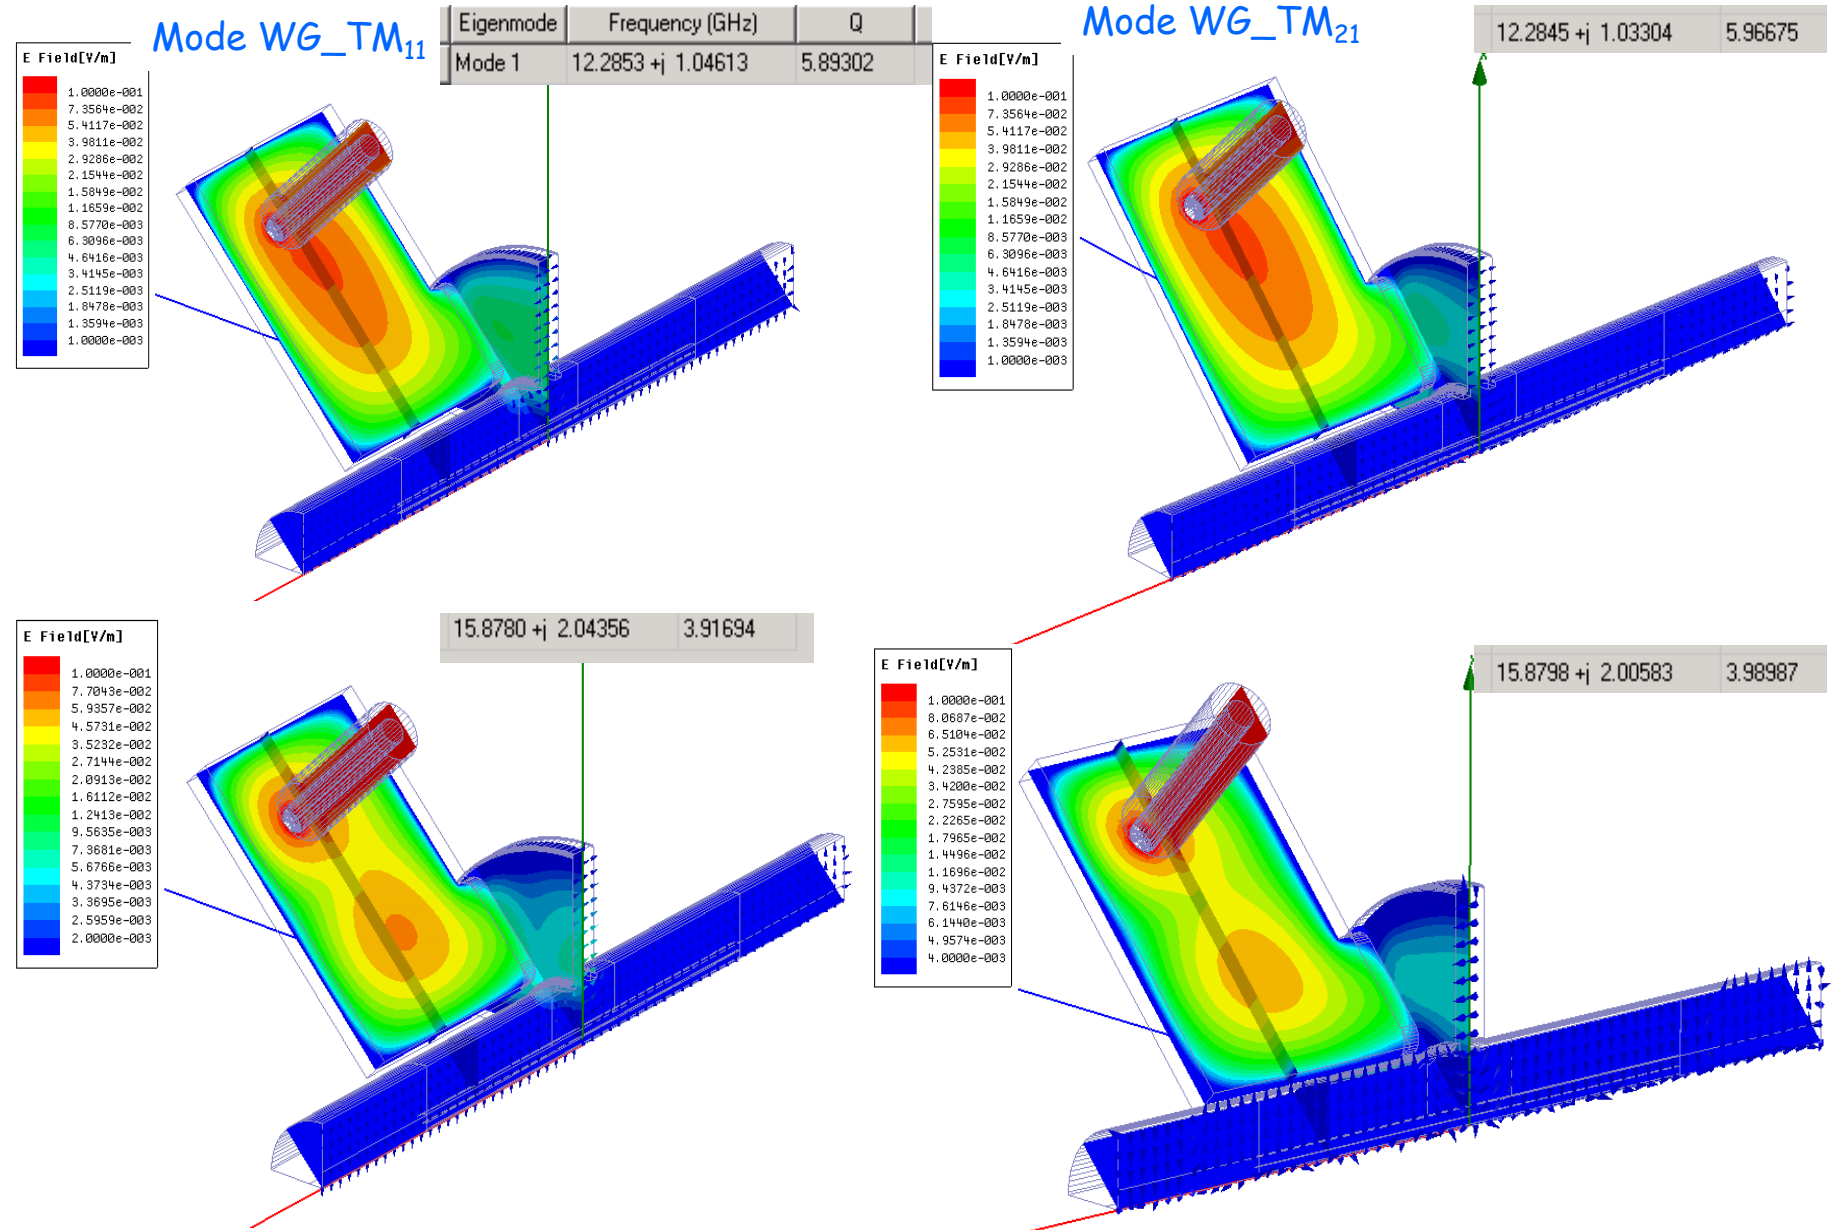 Mode WG_TM11
Eigenmode Frequency (GHz) Q
Mode 1 12.2853 +j 1.04613 5.89302
E Field[V/m]
1.0000e-001
7.3564e-002
5.4117e-002
3.9811e-002
2.9286e-002
2.1544e-002
1.5849e-002
1.1659e-002
8.5770e-003
6.3096e-003
4.6416e-003
3.4145e-003
2.5119e-003
1.8478e-003
1.3594e-003
1.0000e-003
Mode WG_TM21
12.2845 +j 1.03304 5.96675
E Field[V/m]
1.0000e-001
7.3564e-002
5.4117e-002
3.9811e-002
2.9286e-002
2.1544e-002
1.5849e-002
1.1659e-002
8.5770e-003
6.3096e-003
4.6416e-003
3.4145e-003
2.5119e-003
1.8478e-003
1.3594e-003
1.0000e-003
15.8780 +j 2.04356 3.91694
E Field[V/m]
1.0000e-001
7.7043e-002
5.9357e-002
4.5731e-002
3.5232e-002
2.7144e-002
2.0913e-002
1.6112e-002
1.2413e-002
9.5635e-003
7.3681e-003
5.6766e-003
4.3734e-003
3.3695e-003
2.5959e-003
2.0000e-003
15.8798 +j 2.00583 3.98987
E Field[V/m]
1.0000e-001
8.0687e-002
6.5104e-002
5.2531e-002
4.2385e-002
3.4200e-002
2.7595e-002
2.2265e-002
1.7965e-002
1.4496e-002
1.1696e-002
9.4372e-003
7.6146e-003
6.1440e-003
4.9574e-003
4.0000e-003